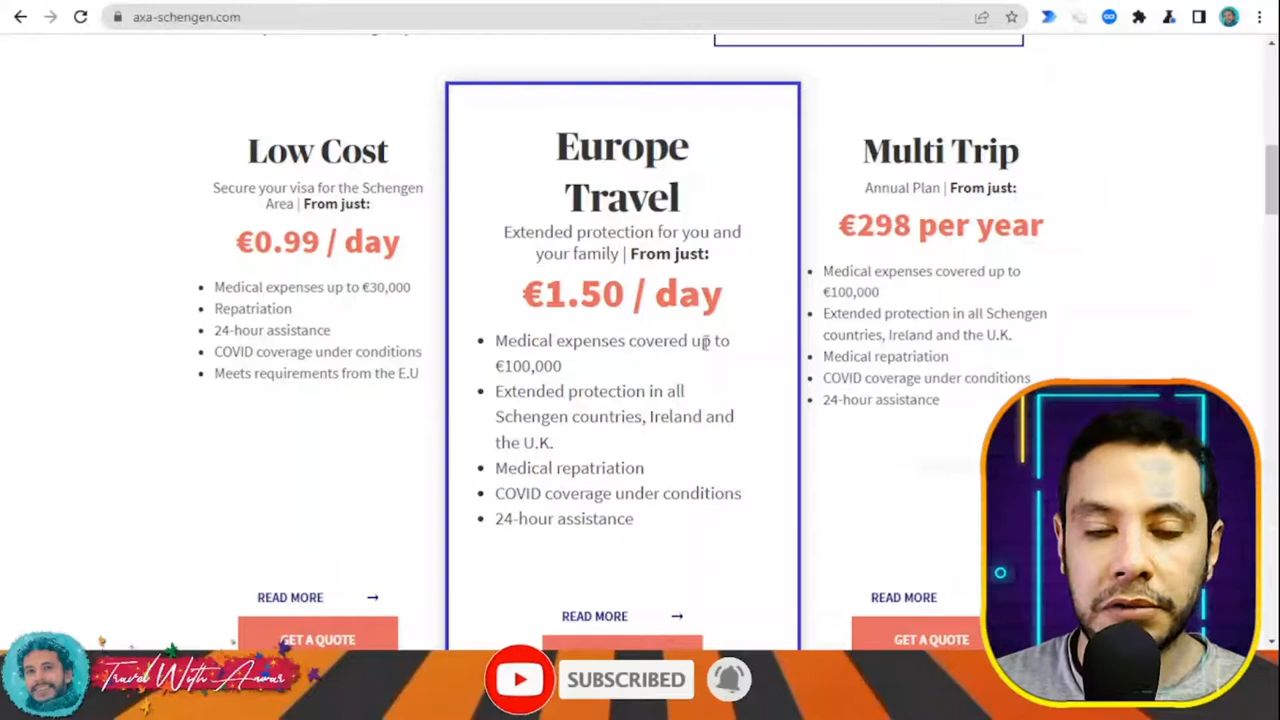 axa-schengen.com
Low Cost
Secure your visa for the Schengen
Area | From just:
€0.99 / day
Medical expenses up to €30,000
Repatriation
24-hour assistance
COVID coverage under conditions
Meets requirements from the E.U
READ MORE
GET A QUOTE
Europe
Travel
Extended protection for you and
your family | From just:
€1.50 / day
Medical expenses covered up to
€100,000
Extended protection in all
Schengen countries, Ireland and
the U.K.
Medical repatriation
COVID coverage under conditions
24-hour assistance
READ MORE
Multi Trip
Annual Plan | From just:
€298 per year
Medical expenses covered up to
€100,000
Extended protection in all Schengen
countries, Ireland and the U.K.
Medical repatriation
COVID coverage under conditions
24-hour assistance
READ MORE
GET A QUOTE
Travel With Anwar
SUBSCRIBED